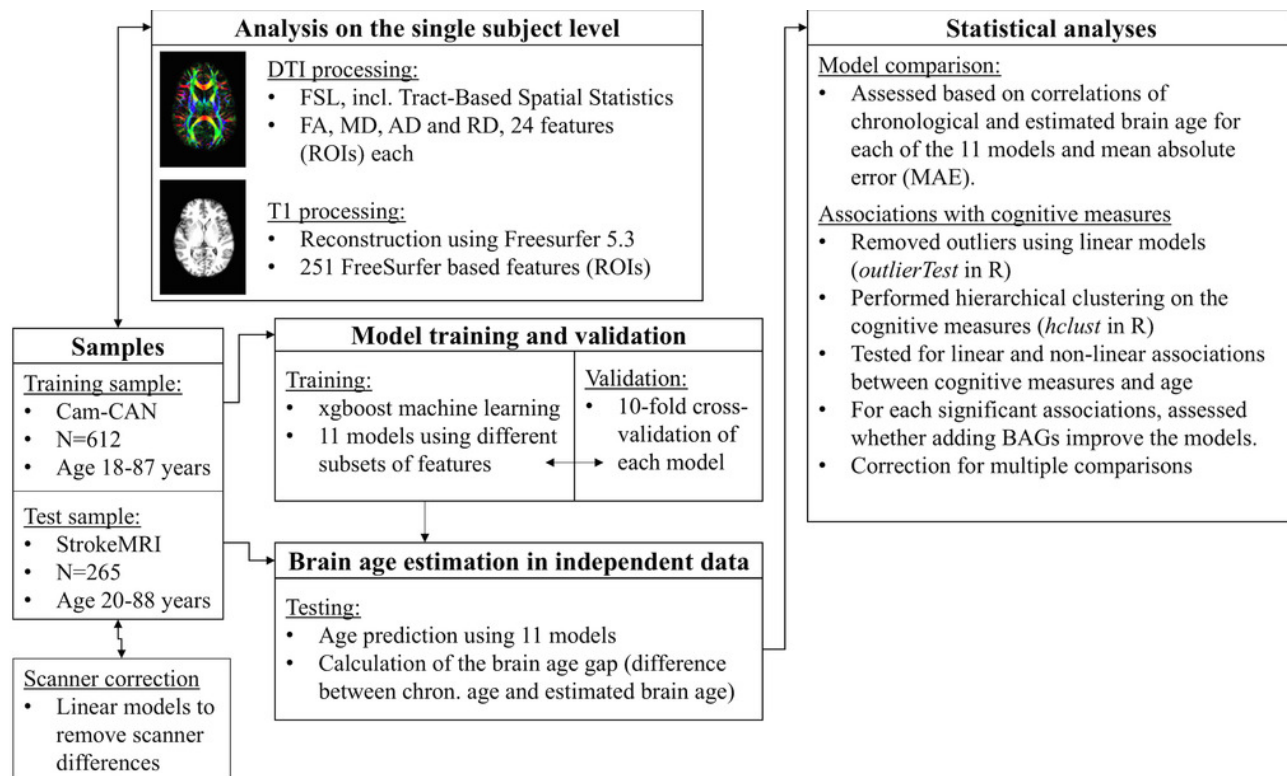 Analysis on the single subject level
DTI processing:
• FSL, incl. Tract-Based Spatial Statistics
• FA, MD, AD and RD, 24 features
(ROIs) each
T1 processing:
• Reconstruction using Freesurfer 5.3
• 251 FreeSurfer based features (ROIs)
Samples
Training sample:
• Cam-CAN
• N=612
• Age 18-87 years
Test sample:
• StrokeMRI
• N=265
• Age 20-88 years
Scanner correction
• Linear models to
remove scanner
differences
Model training and validation
Training:
• xgboost machine learning
• 11 models using different
subsets of features
Validation:
• 10-fold cross-
validation of
each model
Brain age estimation in independent data
Testing:
• Age prediction using 11 models
• Calculation of the brain age gap (difference
between chron. age and estimated brain age)
Statistical analyses
Model comparison:
• Assessed based on correlations of
chronological and estimated brain age for
each of the 11 models and mean absolute
error (MAE).
Associations with cognitive measures
• Removed outliers using linear models
(outlierTest in R)
• Performed hierarchical clustering on the
cognitive measures (hclust in R)
• Tested for linear and non-linear associations
between cognitive measures and age
• For each significant associations, assessed
whether adding BAGs improve the models.
• Correction for multiple comparisons